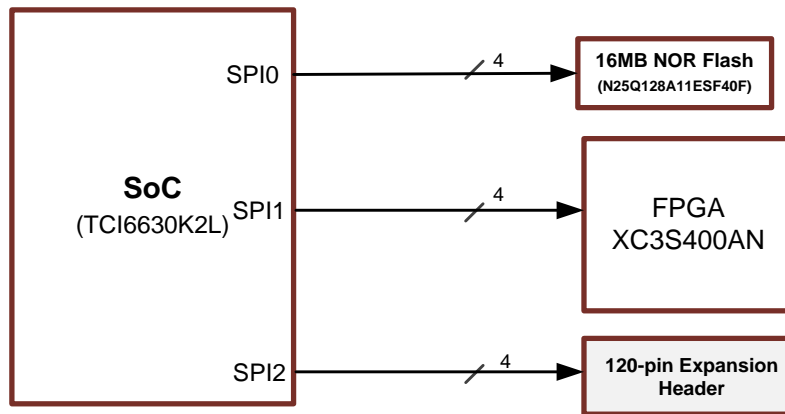 SPI0
4
16MB NOR Flash
(N25Q128A11ESF40F)
SoC
(TCI6630K2L)
SPI1
4
FPGA
XC3S400AN
SPI2
4
120-pin Expansion
Header